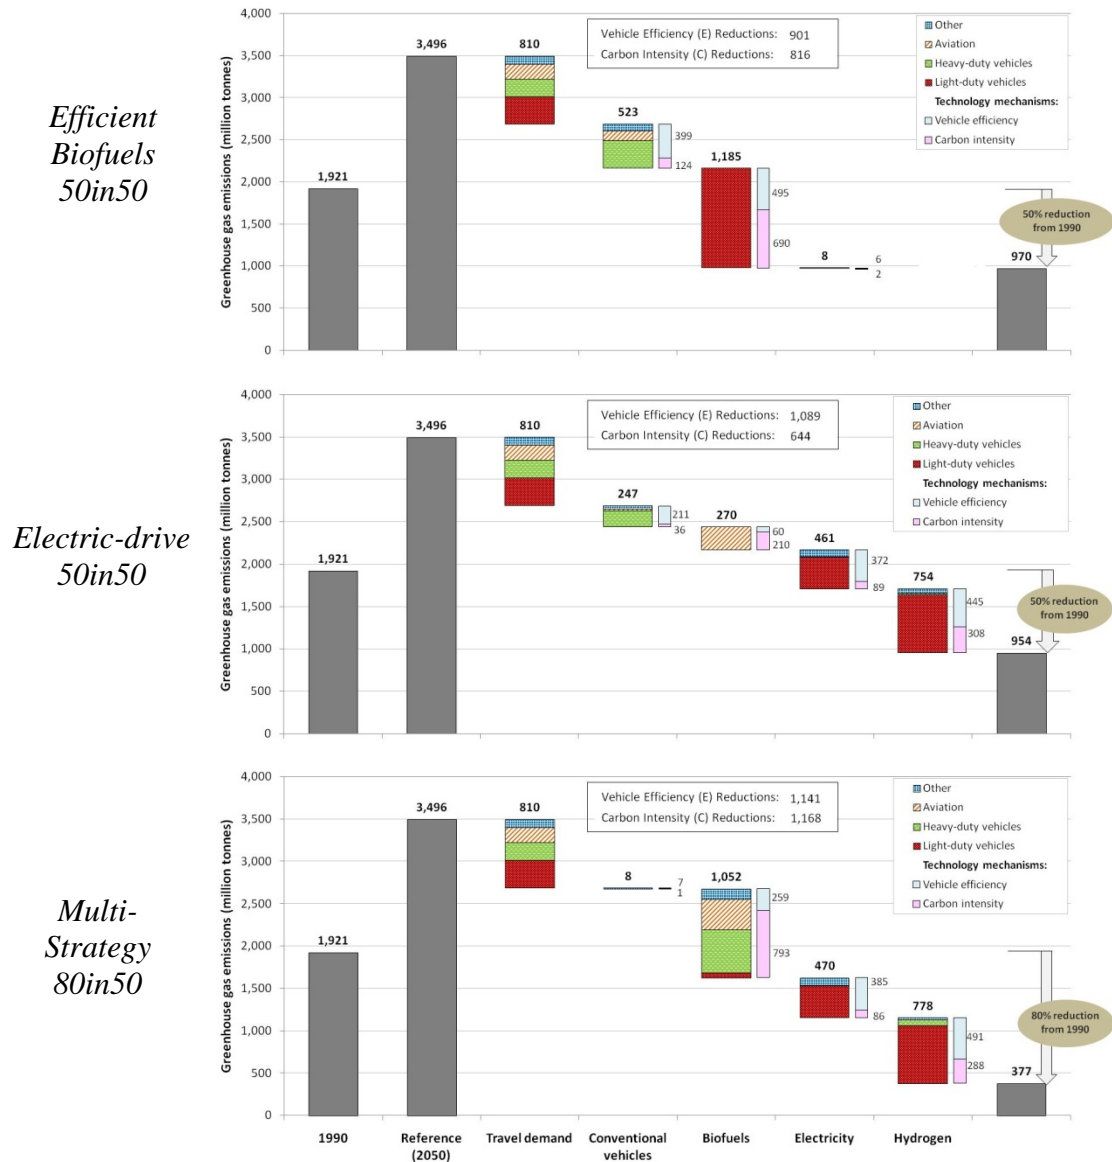 Efficient
Biofuels
50in50
Greenhouse gas emissions (million tonnes)
4,000
3,500
3,000
2,500
2,000
1,500
1,000
500
0
1,921
3,496
810
523
399
124
1,185
495
690
8
6
2
970
Vehicle Efficiency (E) Reductions: 901
Carbon Intensity (C) Reductions: 816
Other
Aviation
Heavy-duty vehicles
Light-duty vehicles
Technology mechanisms:
Vehicle efficiency
Carbon intensity
50% reduction
from 1990
Electric-drive
50in50
Greenhouse gas emissions (million tonnes)
4,000
3,500
3,000
2,500
2,000
1,500
1,000
500
0
1,921
3,496
810
247
211
36
270
60
210
461
372
89
754
445
308
954
Vehicle Efficiency (E) Reductions: 1,089
Carbon Intensity (C) Reductions: 644
Other
Aviation
Heavy-duty vehicles
Light-duty vehicles
Technology mechanisms:
Vehicle efficiency
Carbon intensity
50% reduction
from 1990
Multi-
Strategy
80in50
Greenhouse gas emissions (million tonnes)
4,000
3,500
3,000
2,500
2,000
1,500
1,000
500
0
1,921
3,496
810
8
7
1
1,052
259
793
470
385
86
778
491
288
377
Vehicle Efficiency (E) Reductions: 1,141
Carbon Intensity (C) Reductions: 1,168
Other
Aviation
Heavy-duty vehicles
Light-duty vehicles
Technology mechanisms:
Vehicle efficiency
Carbon intensity
80% reduction
from 1990
1990
Reference
(2050)
Travel demand
Conventional
vehicles
Biofuels
Electricity
Hydrogen